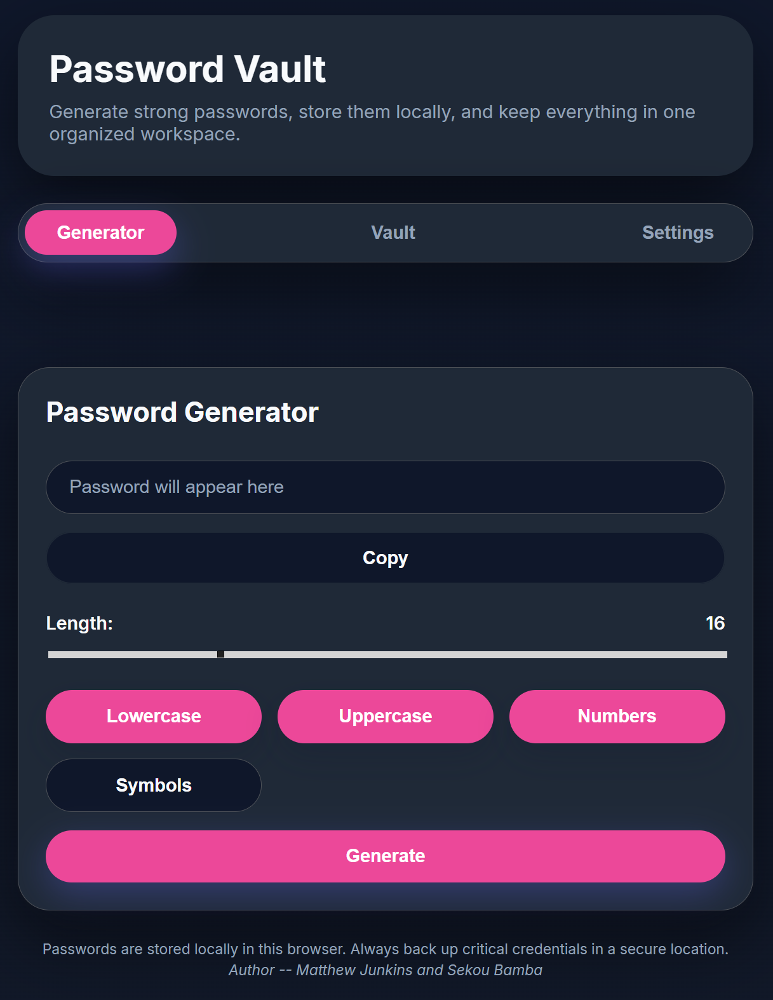 Password Vault
Generate strong passwords, store them locally, and keep everything in one
organized workspace.
Generator
Vault
Settings
Password Generator
Password will appear here
Copy
Length:
16
Lowercase
Uppercase
Numbers
Symbols
Generate
Passwords are stored locally in this browser. Always back up critical credentials in a secure location.
Author -- Matthew Junkins and Sekou Bamba